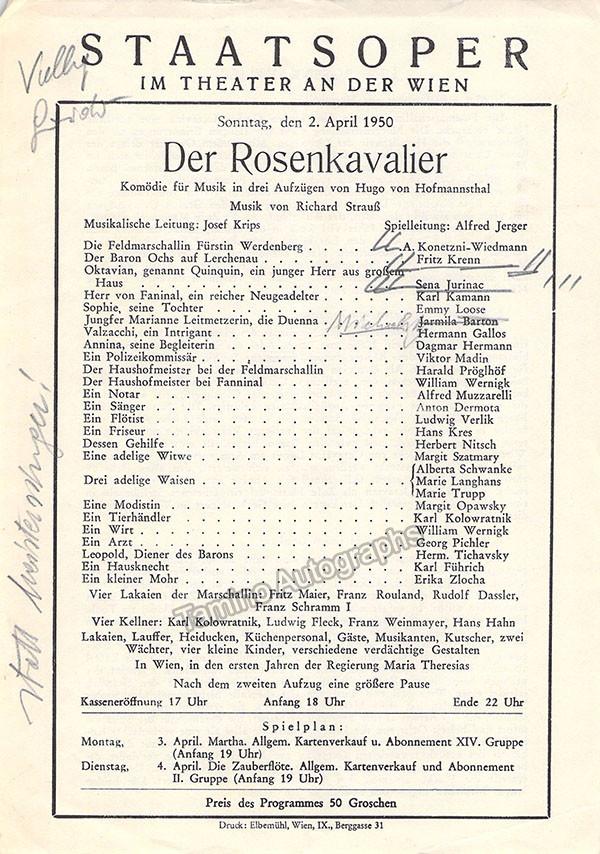 STAATSOPER
IM THEATER AN DER WIEN
Sonntag, den 2. April 1950
Der Rosenkavalier
Komödie für Musik in drei Aufzügen von Hugo von Hofmannsthal
Musik von Richard Strauß
Musikalische Leitung: Josef Krips Spielleitung: Alfred Jerger
Die Feldmarschallin Fürstin Werdenberg . . . . A. Konetzni-Wiedmann
Der Baron Ochs auf Lerchenau . . . . . . . . Fritz Krenn
Oktavian, genannt Quinquin, ein junger Herr aus großem
Haus . . . . . . . . . . . . . . . Sena Jurinac
Herr von Faninal, ein reicher Neugeadelter . . . . Karl Kamann
Sophie, seine Tochter . . . . . . . . . . Emmy Loose
Jungfer Marianne Leitmetzerin, die Duenna . Jarmila Barton
Valzacchi, ein Intrigant . . . . . . . . . . Hermann Gallos
Annina, seine Begleiterin . . . . . . . . . . Dagmar Hermann
Ein Polizeikommissär . . . . . . . . . . . Viktor Madin
Der Haushofmeister bei der Feldmarschallin . . . . Harald Pröglhöf
Der Haushofmeister bei Fanninal . . . . . . . William Wernigk
Ein Notar . . . . . . . . . . . . . . Alfred Muzzarelli
Ein Sänger . . . . . . . . . . . . . . Anton Dermota
Ein Flötist . . . . . . . . . . . . . . Ludwig Verlik
Ein Friseur . . . . . . . . . . . . . . Hans Kres
Dessen Gehilfe . . . . . . . . . . . . . Herbert Nitsch
Eine adelige Witwe . . . . . . . . . . . Margit Szatmary
Drei adelige Waisen . . . . . . . . . . . {Alberta Schwanke
Marie Langhans
Marie Trupp
Eine Modistin . . . . . . . . . . . . . Margit Opawsky
Ein Tierhändler . . . . . . . . . . . . . Karl Kolowratnik
Ein Wirt . . . . . . . . . . . . . . . William Wernigk
Ein Arzt . . . . . . . . . . . . . . . Georg Pichler
Leopold, Diener des Barons . . . . . . . . . Herm. Tichavsky
Ein Hausknecht . . . . . . . . . . . . . Karl Führich
Ein kleiner Mohr . . . . . . . . . . . . Erika Zlocha
Vier Lakaien der Marschallin: Fritz Maier, Franz Rouland, Rudolf Dassler,
Franz Schramm I
Vier Kellner: Karl Kolowratnik, Ludwig Fleck, Franz Weinmayer, Hans Hahn
Lakaien, Lauffer, Heiducken, Küchenpersonal, Gäste, Musikanten, Kutscher, zwei
Wächter, vier kleine Kinder, verschiedene verdächtige Gestalten
In Wien, in den ersten Jahren der Regierung Maria Theresias
Nach dem zweiten Aufzug eine größere Pause
Kasseneröffnung 17 Uhr Anfang 18 Uhr Ende 22 Uhr
Spielplan:
Montag, 3. April. Martha. Allgem. Kartenverkauf u. Abonnement XIV. Gruppe
(Anfang 19 Uhr)
Dienstag, 4. April. Die Zauberflöte. Allgem. Kartenverkauf und Abonnement
II. Gruppe (Anfang 19 Uhr)
Preis des Programmes 50 Groschen
Druck: Elbemühl, Wien, IX., Berggasse 31
statt Meistersinger!
Tamino Autographs